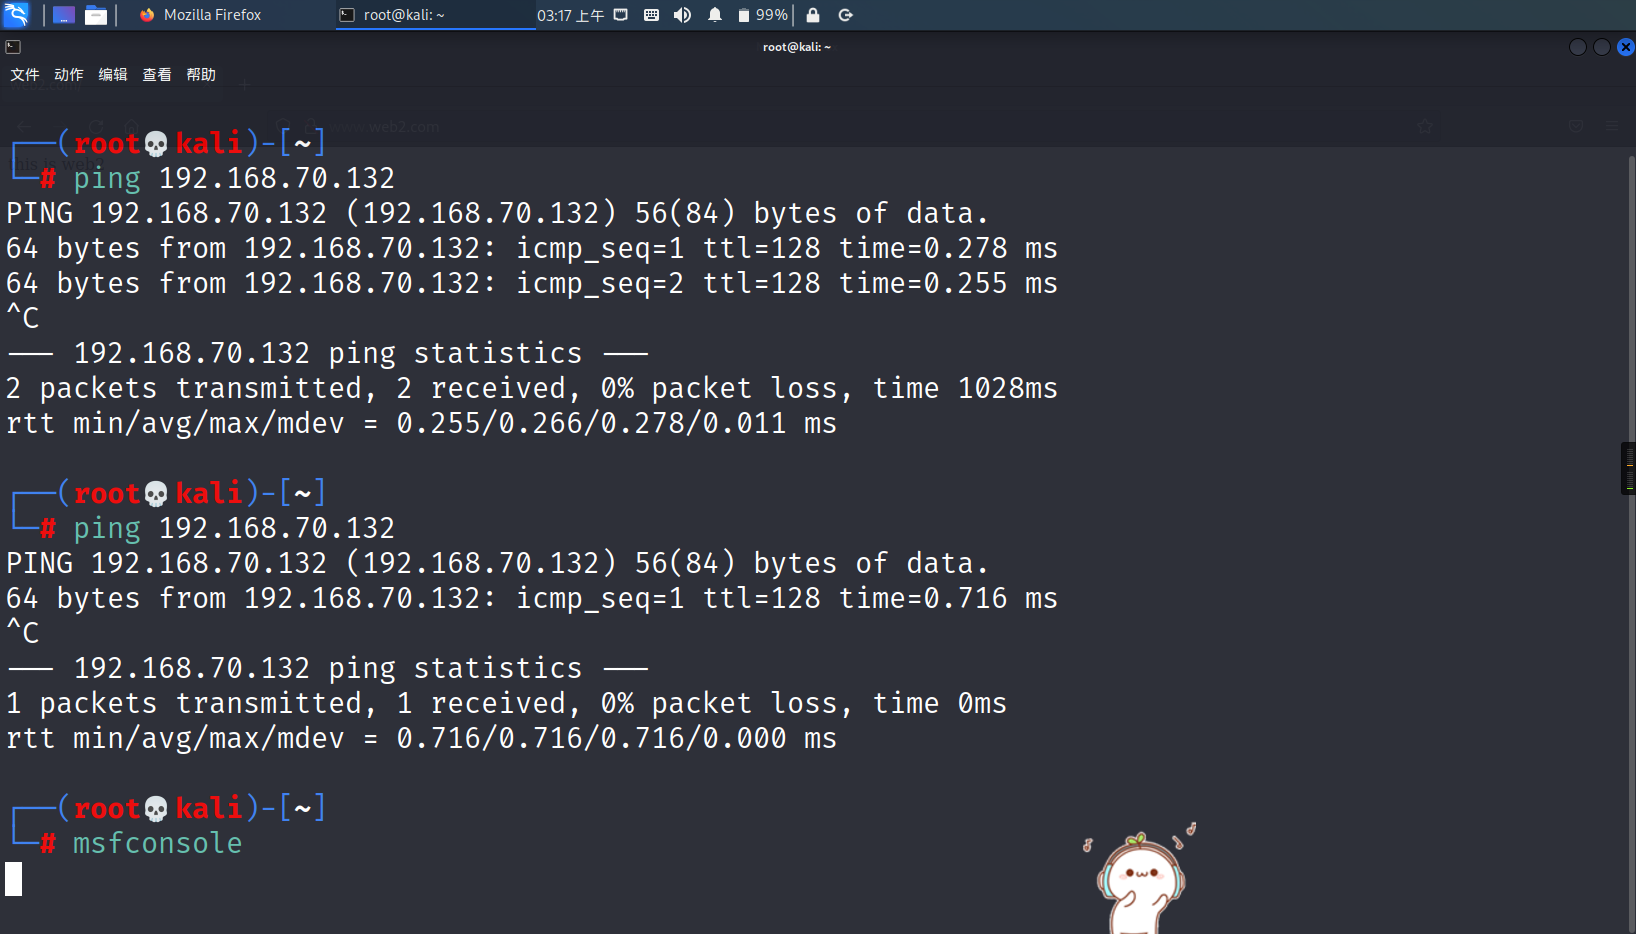 Mozilla Firefox
root@kali: ~
03:17 上午
99%
root@kali: ~
文件 动作 编辑 查看 帮助
www.web2.com
this is web2
┌──(root💀kali)-[~]
└─# ping 192.168.70.132
PING 192.168.70.132 (192.168.70.132) 56(84) bytes of data.
64 bytes from 192.168.70.132: icmp_seq=1 ttl=128 time=0.278 ms
64 bytes from 192.168.70.132: icmp_seq=2 ttl=128 time=0.255 ms
^C
--- 192.168.70.132 ping statistics ---
2 packets transmitted, 2 received, 0% packet loss, time 1028ms
rtt min/avg/max/mdev = 0.255/0.266/0.278/0.011 ms
┌──(root💀kali)-[~]
└─# ping 192.168.70.132
PING 192.168.70.132 (192.168.70.132) 56(84) bytes of data.
64 bytes from 192.168.70.132: icmp_seq=1 ttl=128 time=0.716 ms
^C
--- 192.168.70.132 ping statistics ---
1 packets transmitted, 1 received, 0% packet loss, time 0ms
rtt min/avg/max/mdev = 0.716/0.716/0.716/0.000 ms
┌──(root💀kali)-[~]
└─# msfconsole